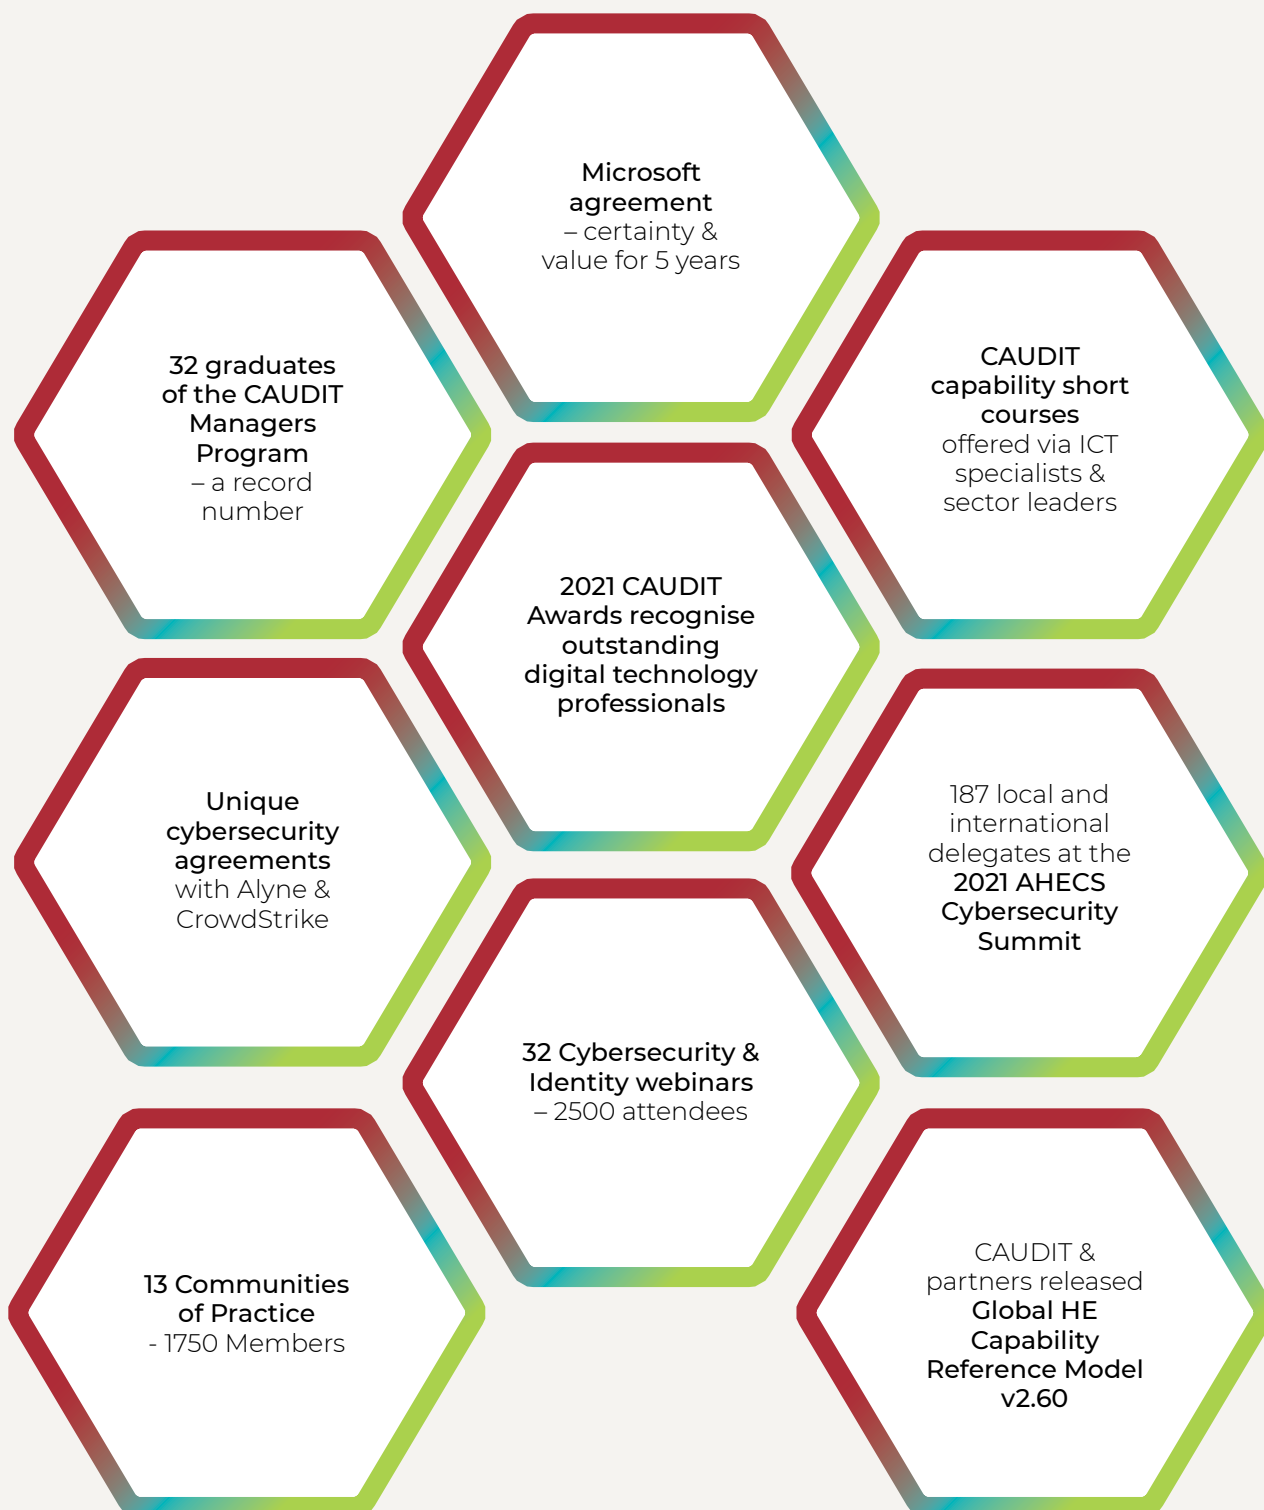 Microsoft
agreement
– certainty &
value for 5 years
32 graduates
of the CAUDIT
Managers
Program
– a record
number
CAUDIT
capability short
courses
offered via ICT
specialists &
sector leaders
2021 CAUDIT
Awards recognise
outstanding
digital technology
professionals
Unique
cybersecurity
agreements
with Alyne &
CrowdStrike
187 local and
international
delegates at the
2021 AHECS
Cybersecurity
Summit
32 Cybersecurity &
Identity webinars
– 2500 attendees
13 Communities
of Practice
- 1750 Members
CAUDIT &
partners released
Global HE
Capability
Reference Model
v2.60